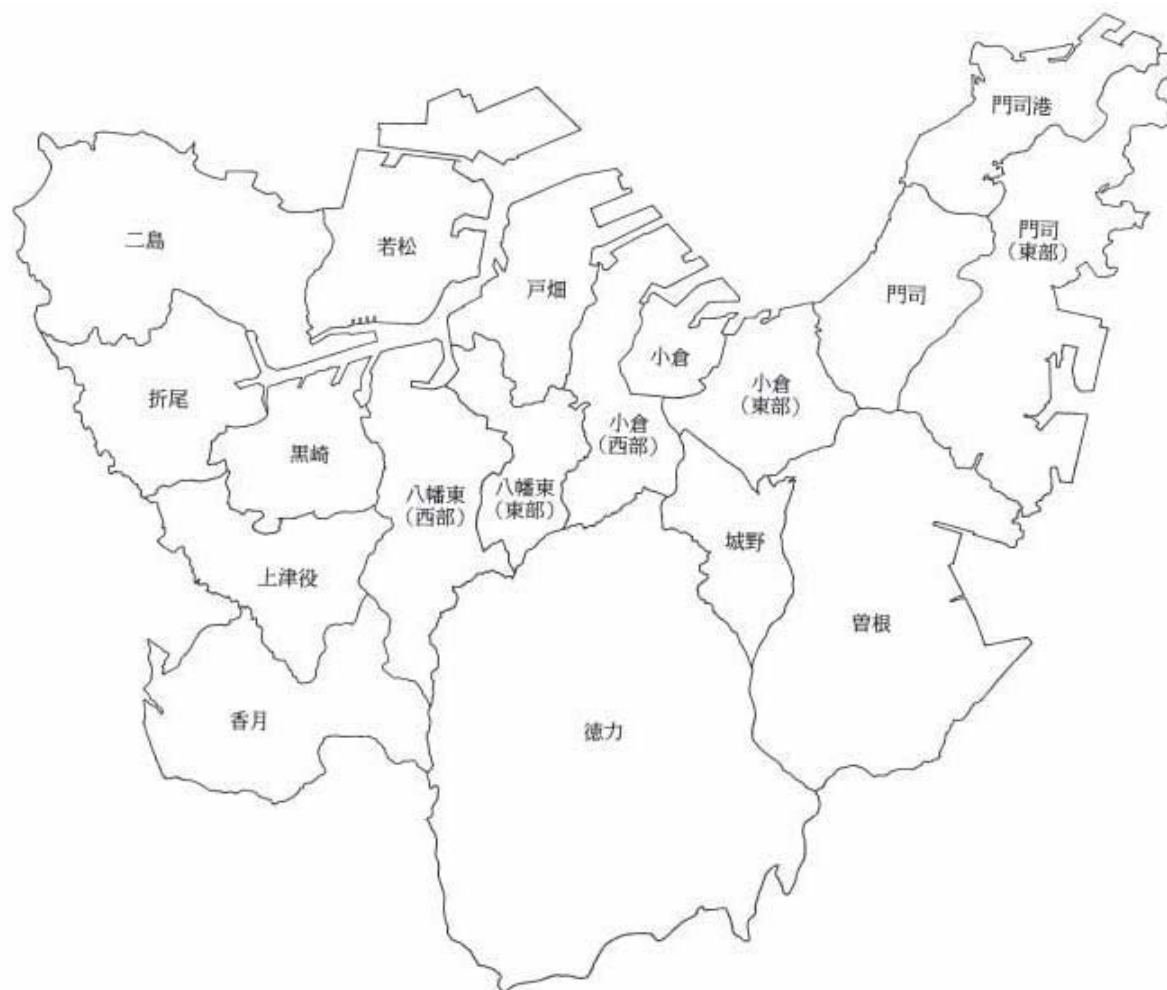 門司港
二島
若松
門司
（東部）
戸畑
門司
小倉
折尾
小倉
（東部）
小倉
（西部）
黒崎
八幡東
（西部）
八幡東
（東部）
城野
上津役
曽根
香月
徳力